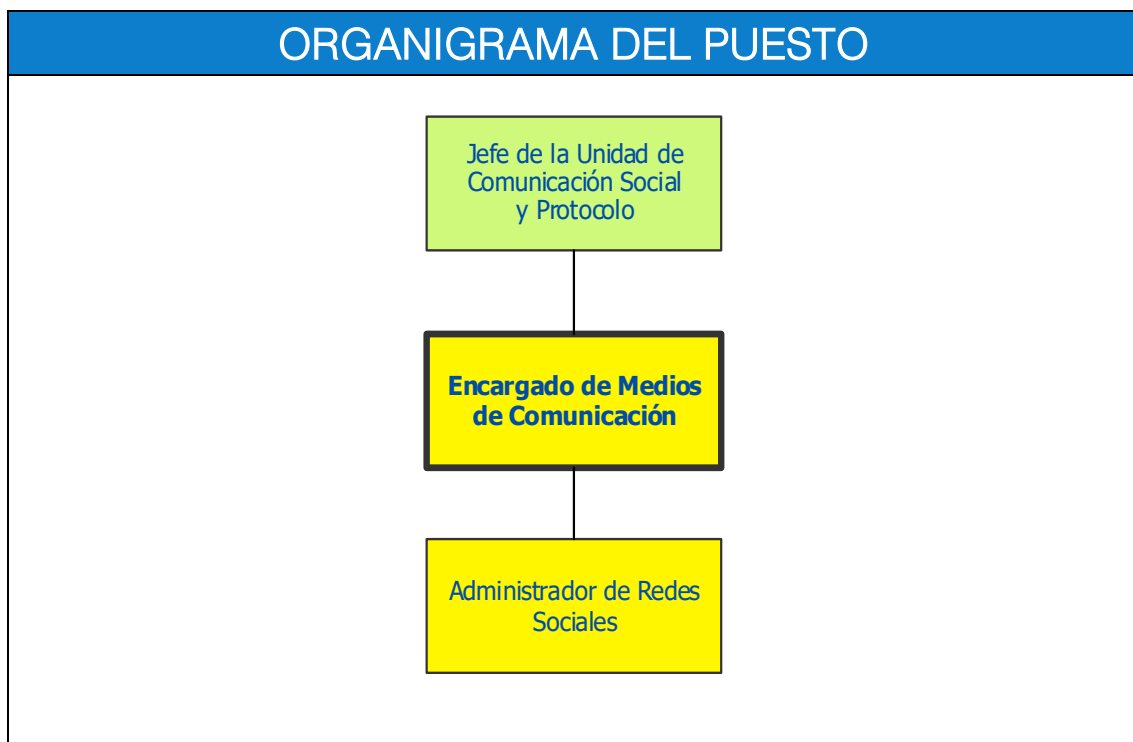 ORGANIGRAMA DEL PUESTO
Jefe de la Unidad de
Comunicación Social
y Protocolo
Encargado de Medios
de Comunicación
Administrador de Redes
Sociales